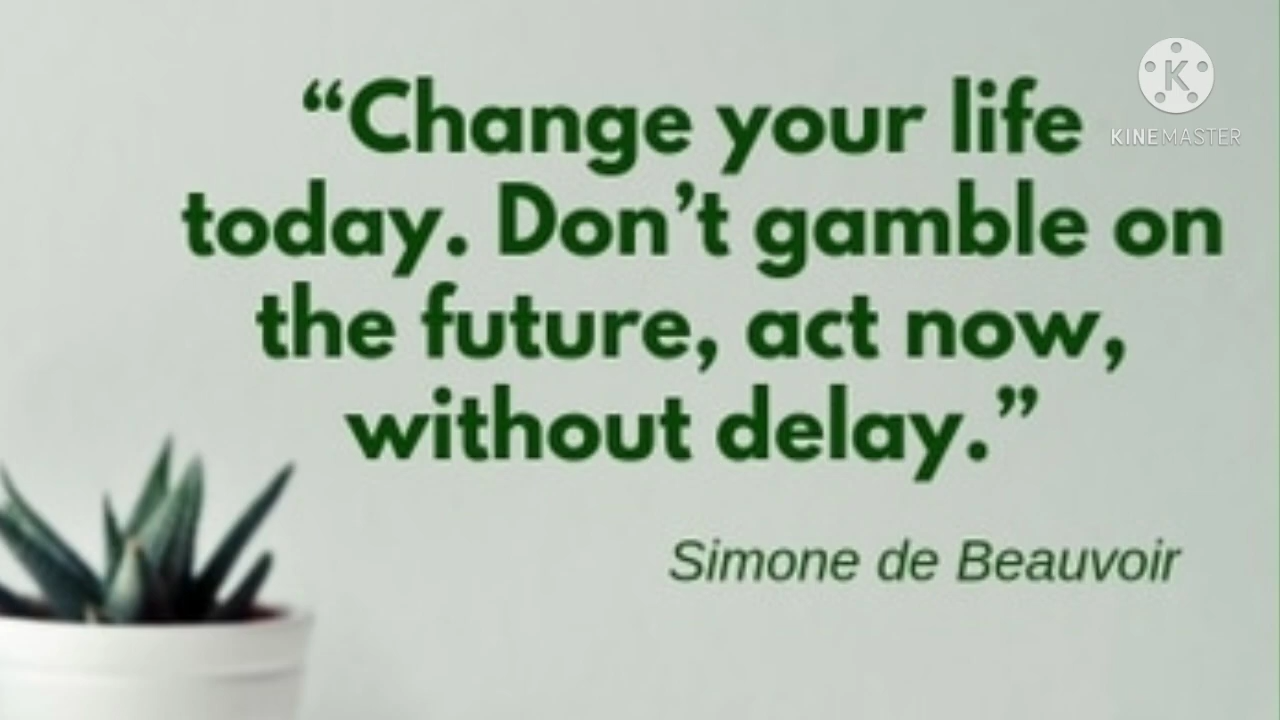 “Change your life
today. Don’t gamble on
the future, act now,
without delay.”
Simone de Beauvoir
K
KINEMASTER